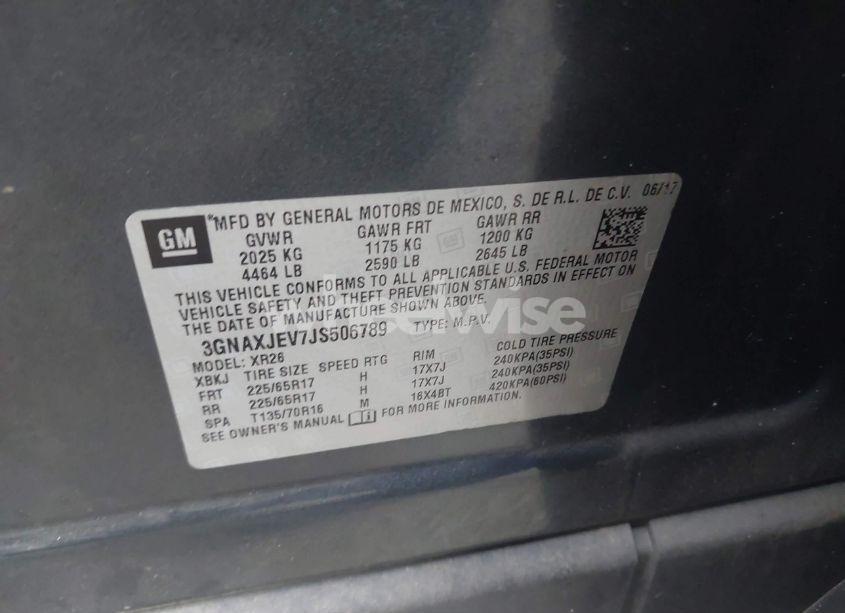 GM
*MFD BY GENERAL MOTORS DE MEXICO, S. DE R.L. DE C.V. 06/17
GVWR GAWR FRT GAWR RR
2025 KG 1175 KG 1200 KG
4464 LB 2590 LB 2645 LB
THIS VEHICLE CONFORMS TO ALL APPLICABLE U.S. FEDERAL MOTOR
VEHICLE SAFETY AND THEFT PREVENTION STANDARDS IN EFFECT ON
THE DATE OF MANUFACTURE SHOWN ABOVE.
3GNAXJEV7JS506789 TYPE: M.P.V.
MODEL: XR26
XBKJ TIRE SIZE SPEED RTG RIM COLD TIRE PRESSURE
FRT 225/65R17 H 17X7J 240KPA(35PSI)
RR 225/65R17 H 17X7J 240KPA(35PSI)
SPA T135/70R16 M 16X4BT 420KPA(60PSI)
SEE OWNER'S MANUAL FOR MORE INFORMATION.